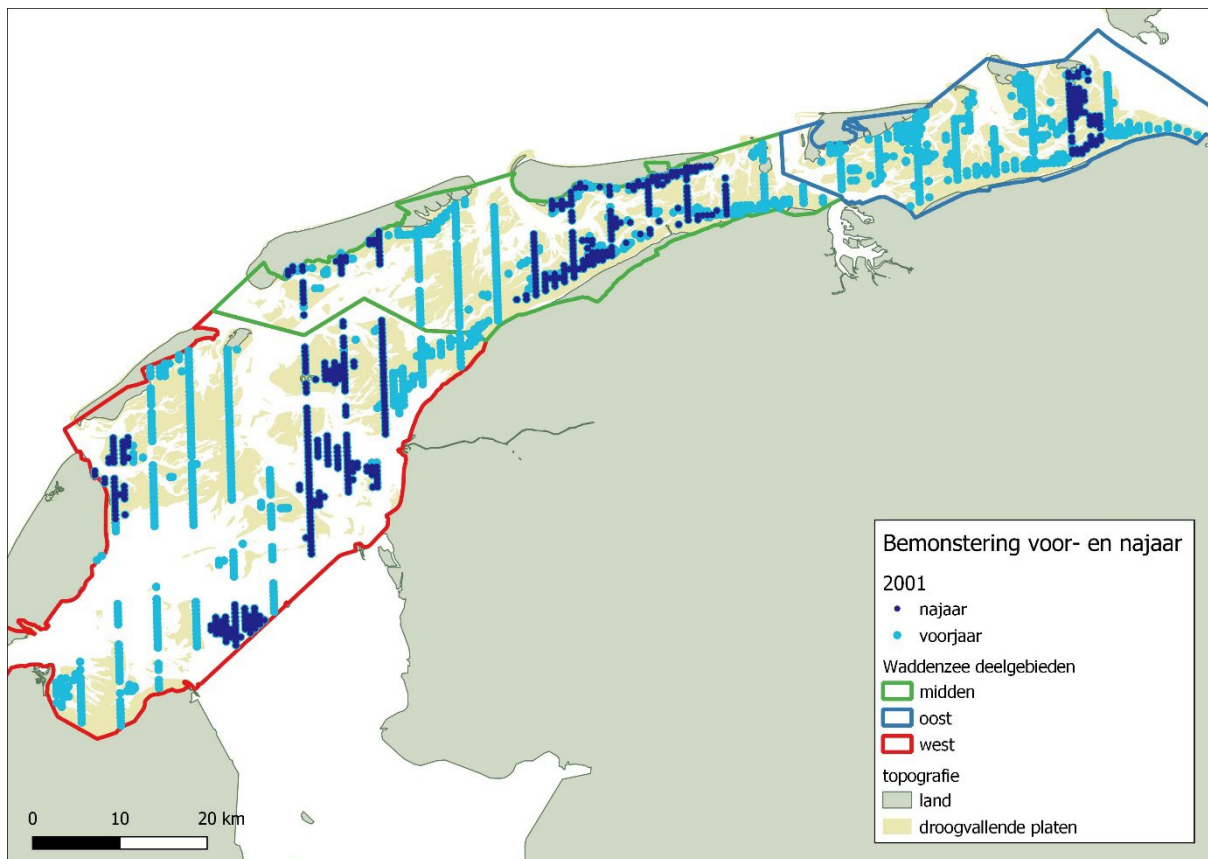 Bemonstering voor- en najaar
2001
najaar
voorjaar
Waddenzee deelgebieden
midden
oost
west
topografie
land
droogvallende platen
0 10 20 km